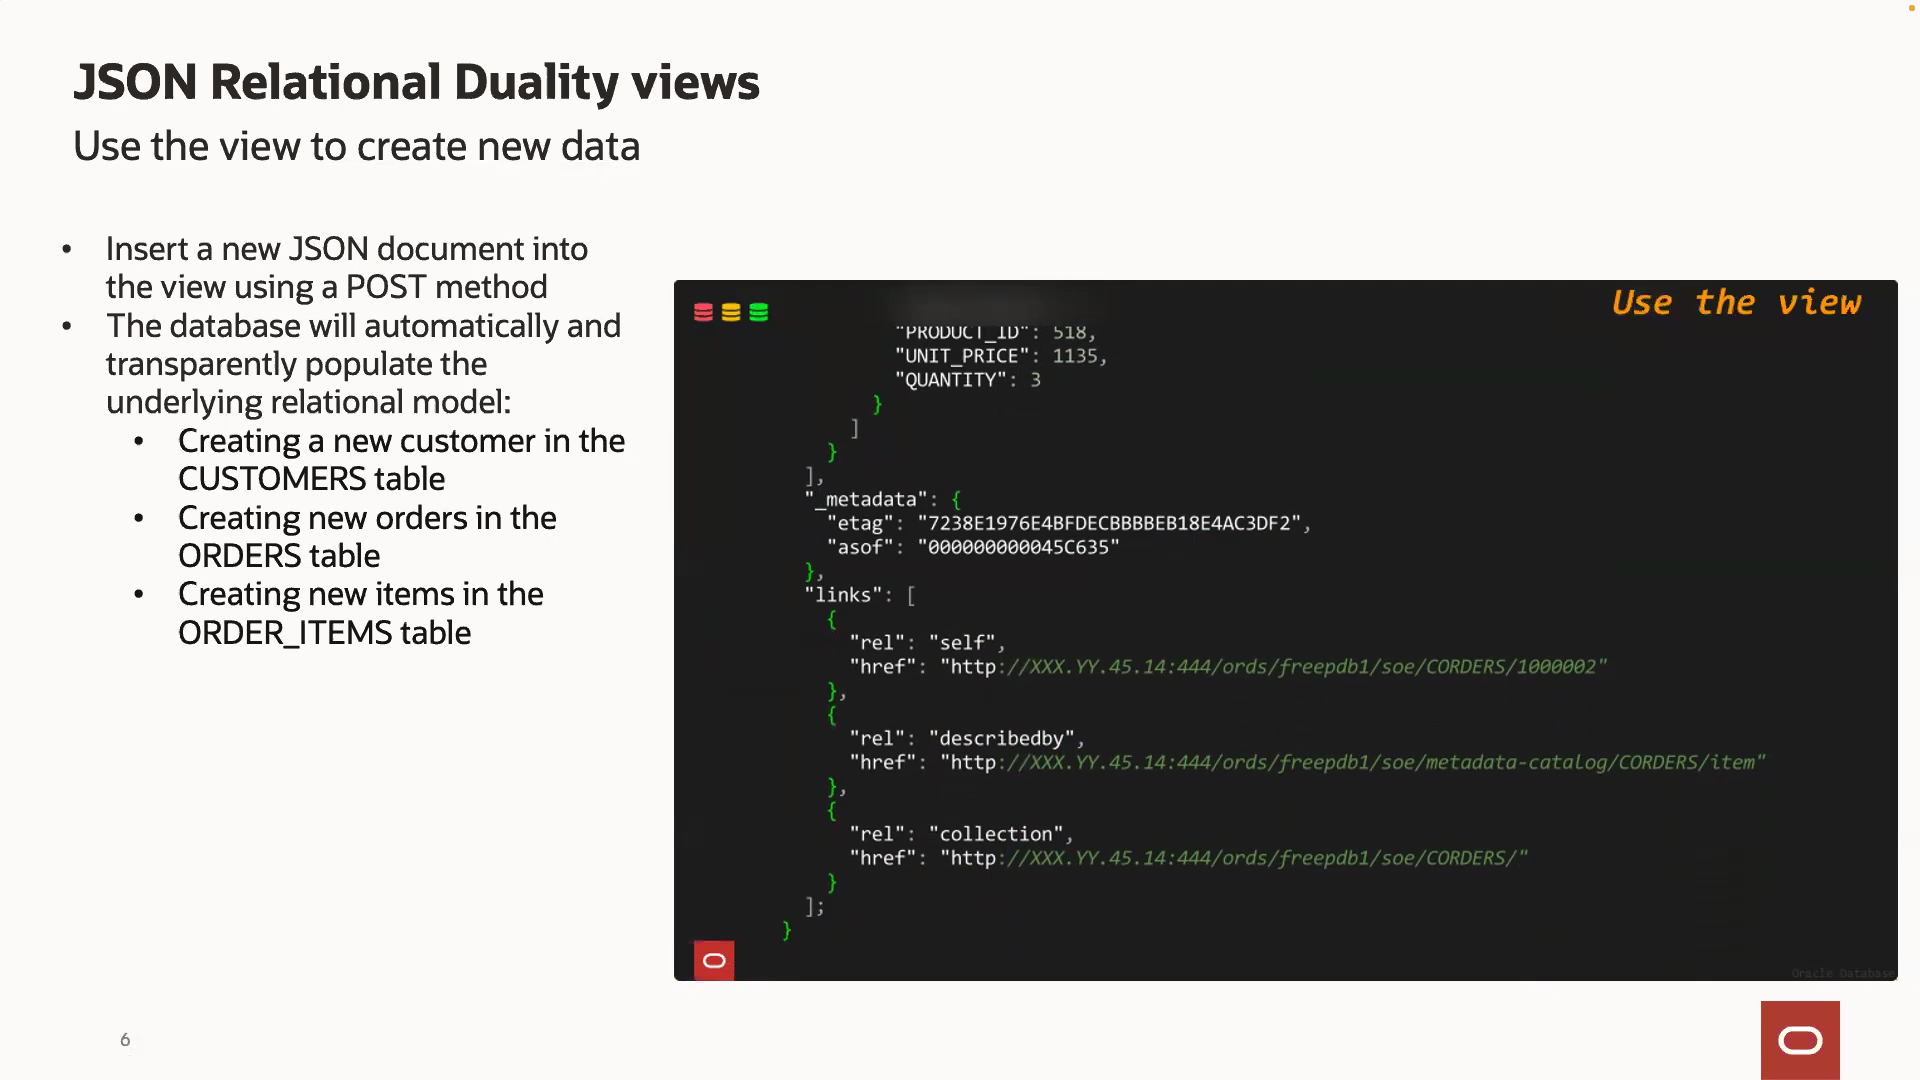 JSON Relational Duality views
Use the view to create new data
• Insert a new JSON document into
the view using a POST method
• The database will automatically and
transparently populate the
underlying relational model:
• Creating a new customer in the
CUSTOMERS table
• Creating new orders in the
ORDERS table
• Creating new items in the
ORDER_ITEMS table
Use the view
"PRODUCT_ID": 518,
"UNIT_PRICE": 1135,
"QUANTITY": 3
}
]
}
],
"_metadata": {
"etag": "7238E1976E4BFDECBBBBEB18E4AC3DF2",
"asof": "000000000045C635"
},
"links": [
{
"rel": "self",
"href": "http://XXX.YY.45.14:444/ords/freepdb1/soe/CORDERS/1000002"
},
{
"rel": "describedby",
"href": "http://XXX.YY.45.14:444/ords/freepdb1/soe/metadata-catalog/CORDERS/item"
},
{
"rel": "collection",
"href": "http://XXX.YY.45.14:444/ords/freepdb1/soe/CORDERS/"
}
];
}
Oracle Database
6